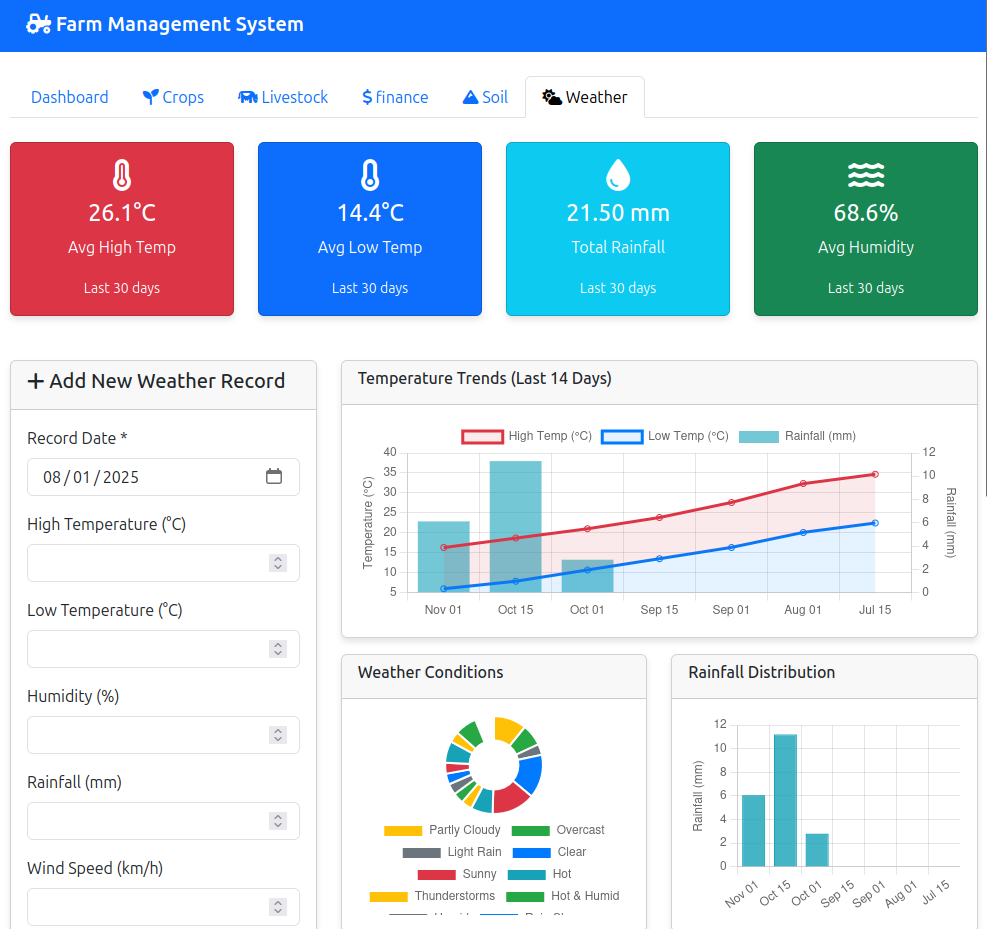 Farm Management System
Dashboard Crops Livestock finance Soil Weather
26.1°C
Avg High Temp
Last 30 days
14.4°C
Avg Low Temp
Last 30 days
21.50 mm
Total Rainfall
Last 30 days
68.6%
Avg Humidity
Last 30 days
Add New Weather Record
Record Date *
08/01/2025
High Temperature (°C)
Low Temperature (°C)
Humidity (%)
Rainfall (mm)
Wind Speed (km/h)
Temperature Trends (Last 14 Days)
High Temp (°C) Low Temp (°C) Rainfall (mm)
Temperature (°C)
40
35
30
25
20
15
10
5
12
10
8
6
4
2
0
Rainfall (mm)
Nov 01 Oct 15 Oct 01 Sep 15 Sep 01 Aug 01 Jul 15
Weather Conditions
Partly Cloudy Overcast
Light Rain Clear
Sunny Hot
Thunderstorms Hot & Humid
Rainfall Distribution
Rainfall (mm)
12
10
8
6
4
2
0
Nov 01 Oct 15 Oct 01 Sep 15 Sep 01 Aug 01 Jul 15